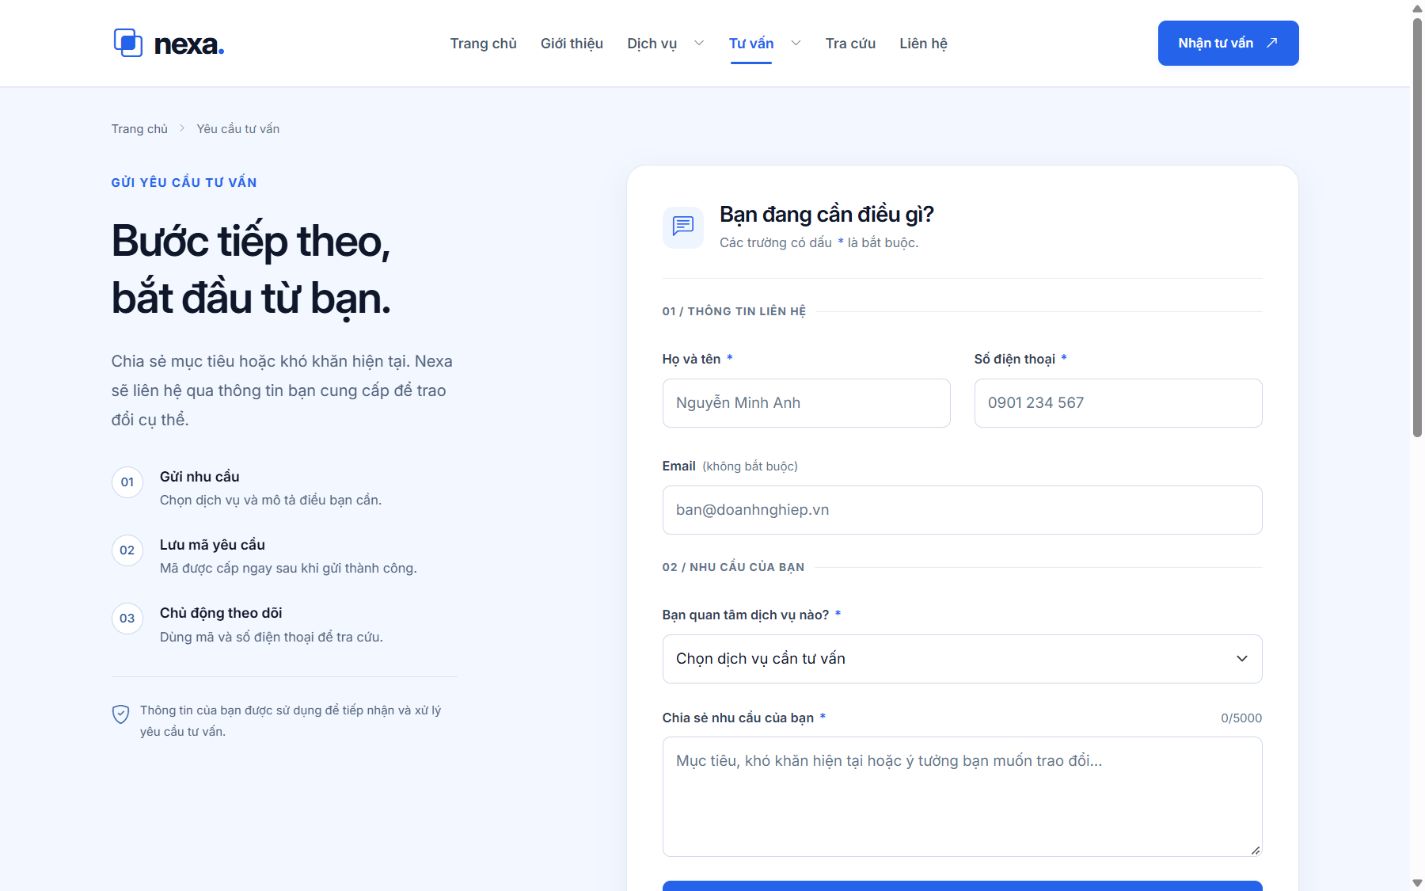 nexa.
Trang chủ
Giới thiệu
Dịch vụ
Tư vấn
Tra cứu
Liên hệ
Nhận tư vấn
Trang chủ
Yêu cầu tư vấn
GỬI YÊU CẦU TƯ VẤN
Bước tiếp theo,
bắt đầu từ bạn.
Chia sẻ mục tiêu hoặc khó khăn hiện tại. Nexa
sẽ liên hệ qua thông tin bạn cung cấp để trao
đổi cụ thể.
01
Gửi nhu cầu
Chọn dịch vụ và mô tả điều bạn cần.
02
Lưu mã yêu cầu
Mã được cấp ngay sau khi gửi thành công.
03
Chủ động theo dõi
Dùng mã và số điện thoại để tra cứu.
Thông tin của bạn được sử dụng để tiếp nhận và xử lý
yêu cầu tư vấn.
Bạn đang cần điều gì?
Các trường có dấu * là bắt buộc.
01 / THÔNG TIN LIÊN HỆ
Họ và tên *
Nguyễn Minh Anh
Số điện thoại *
0901 234 567
Email (không bắt buộc)
ban@doanhnghiep.vn
02 / NHU CẦU CỦA BẠN
Bạn quan tâm dịch vụ nào? *
Chọn dịch vụ cần tư vấn
Chia sẻ nhu cầu của bạn *
0/5000
Mục tiêu, khó khăn hiện tại hoặc ý tưởng bạn muốn trao đổi...